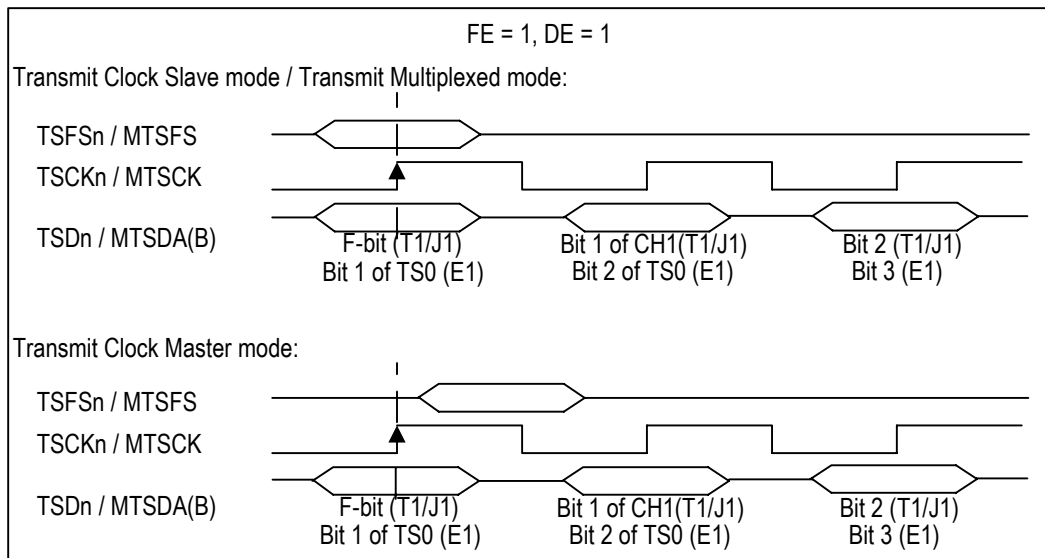 FE = 1, DE = 1
Transmit Clock Slave mode / Transmit Multiplexed mode:
TSFSn / MTSFS
TSCKn / MTSCK
TSDn / MTSDA(B)
F-bit (T1/J1) Bit 1 of CH1(T1/J1) Bit 2 (T1/J1)
Bit 1 of TS0 (E1) Bit 2 of TS0 (E1) Bit 3 (E1)
Transmit Clock Master mode:
TSFSn / MTSFS
TSCKn / MTSCK
TSDn / MTSDA(B)
F-bit (T1/J1) Bit 1 of CH1(T1/J1) Bit 2 (T1/J1)
Bit 1 of TS0 (E1) Bit 2 of TS0 (E1) Bit 3 (E1)